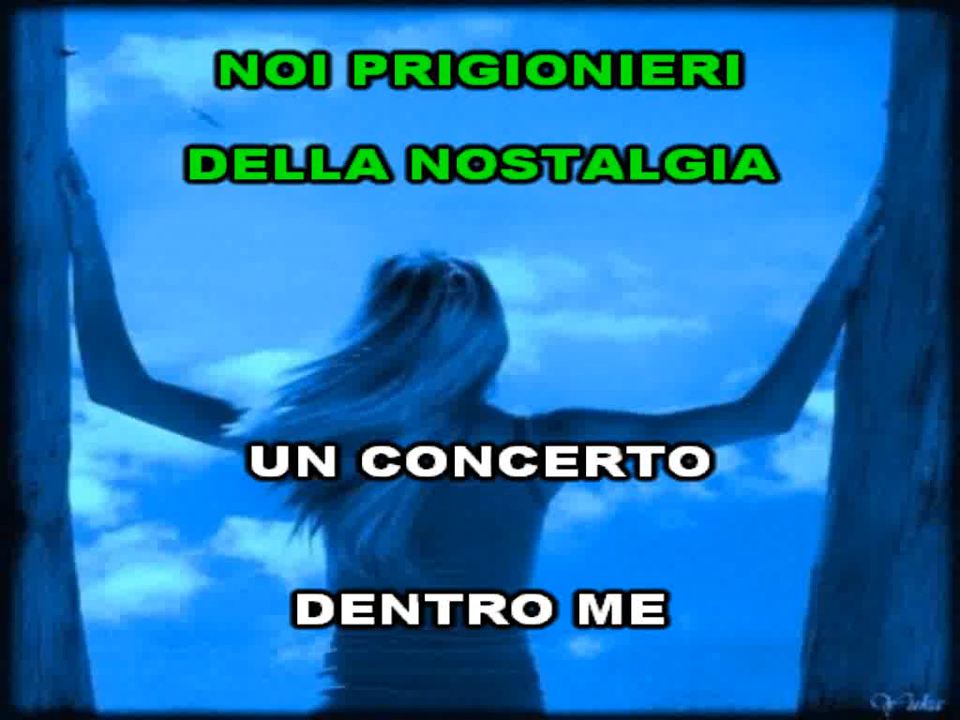 NOI PRIGIONIERI
DELLA NOSTALGIA
UN CONCERTO
DENTRO ME